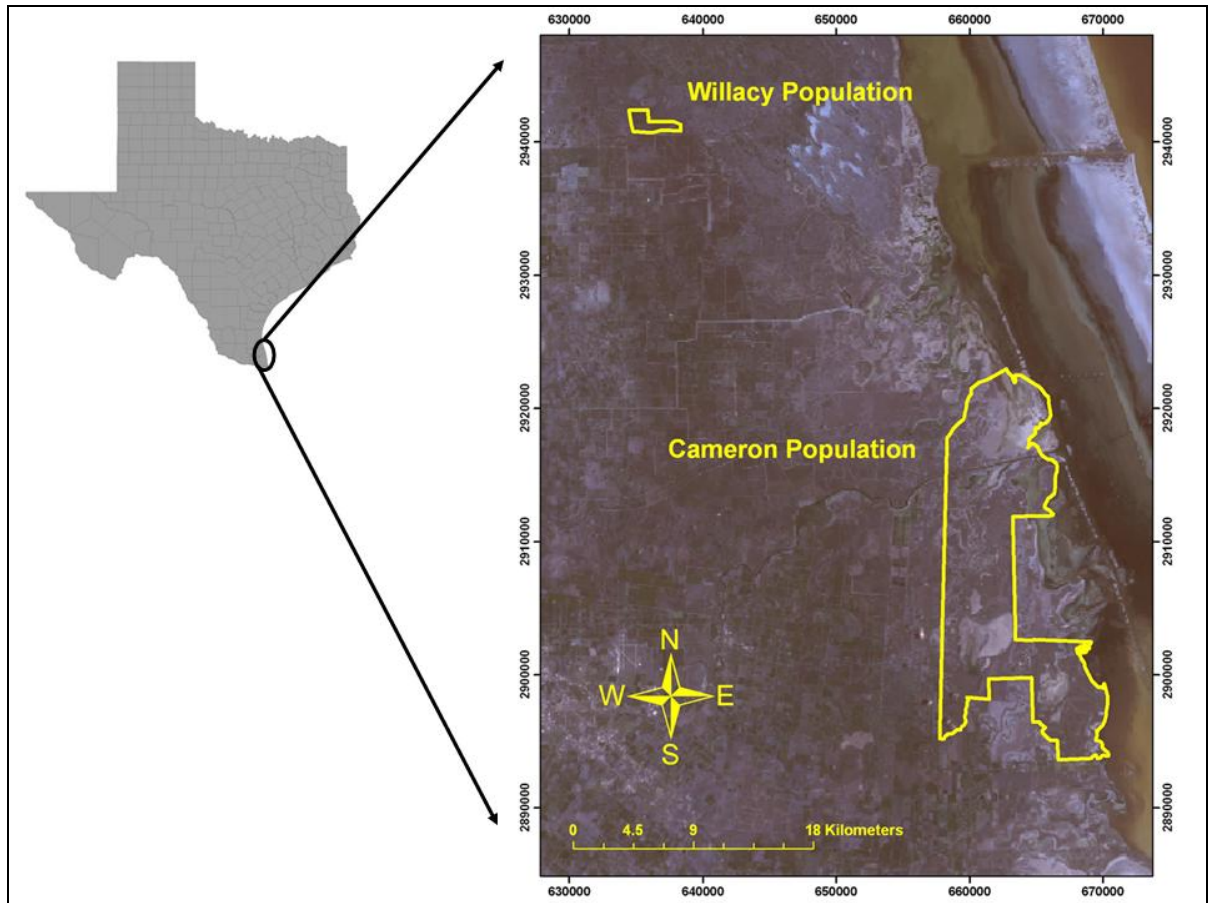 630000 640000 650000 660000 670000
Willacy Population
2940000 2940000
2930000 2930000
2920000 2920000
Cameron Population
2910000 2910000
2900000 2900000
N
W E
S
2890000 2890000
0 4.5 9 18 Kilometers
630000 640000 650000 660000 670000